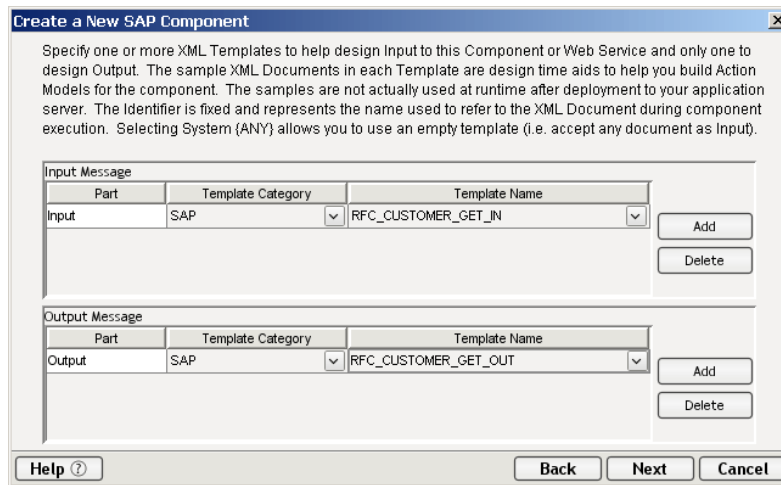 Create a New SAP Component
Specify one or more XML Templates to help design Input to this Component or Web Service and only one to
design Output. The sample XML Documents in each Template are design time aids to help you build Action
Models for the component. The samples are not actually used at runtime after deployment to your application
server. The Identifier is fixed and represents the name used to refer to the XML Document during component
execution. Selecting System {ANY} allows you to use an empty template (i.e. accept any document as Input).
Input Message
Part Template Category Template Name
Input SAP RFC_CUSTOMER_GET_IN
Add
Delete
Output Message
Part Template Category Template Name
Output SAP RFC_CUSTOMER_GET_OUT
Add
Delete
Help ? Back Next Cancel